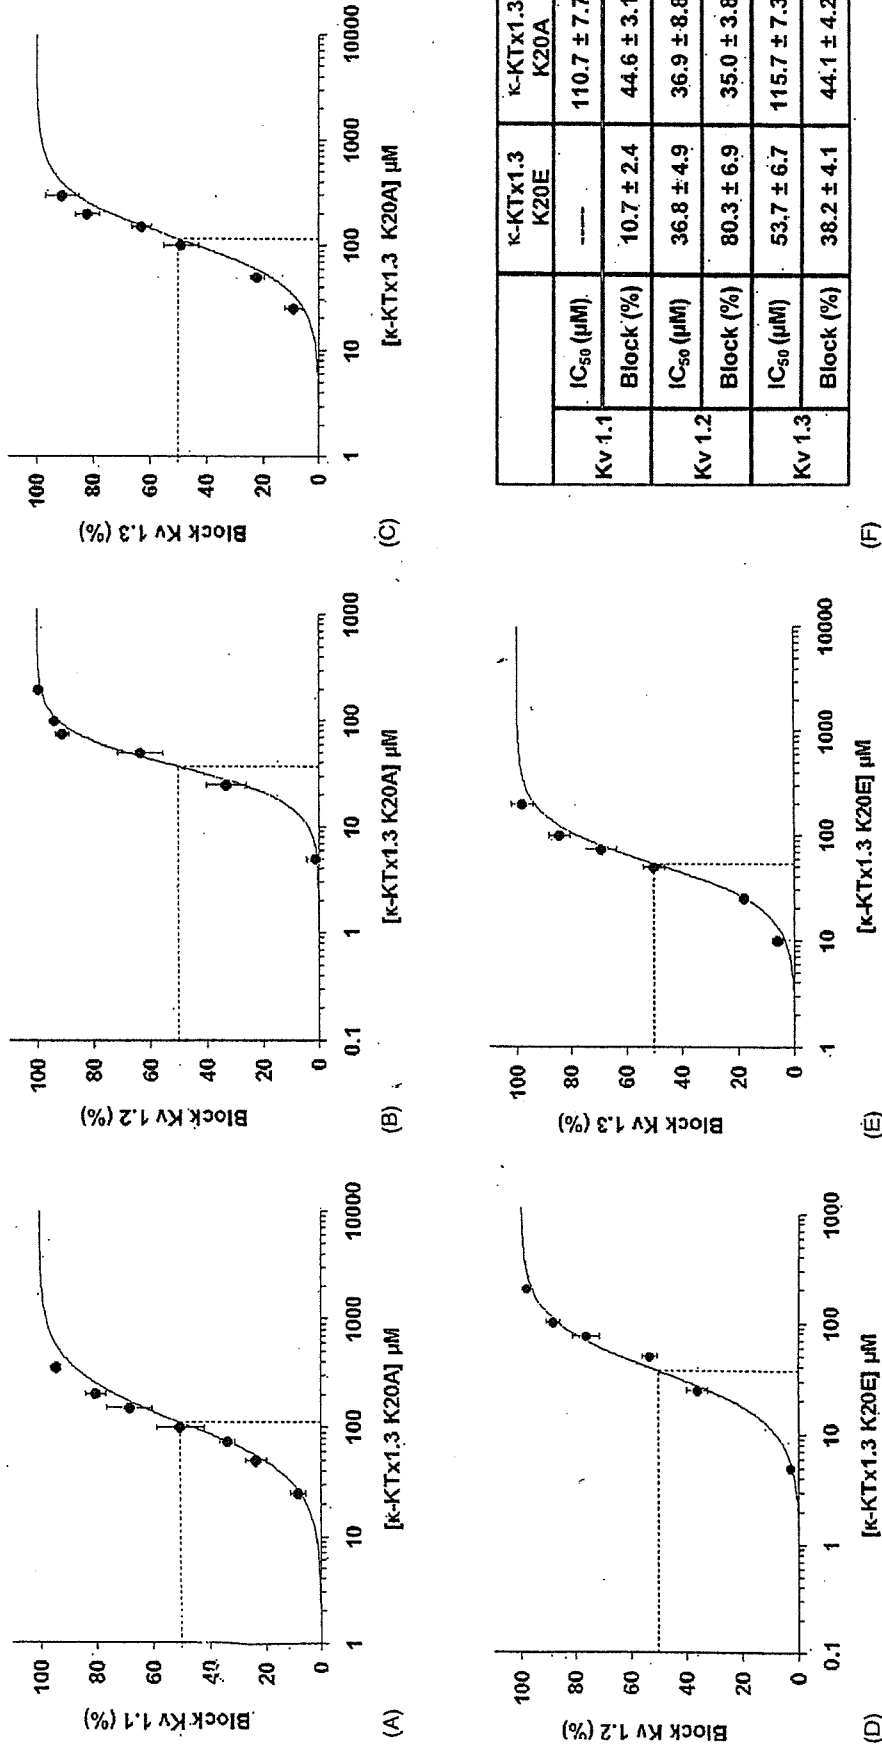 100
80
60
40
20
0
Block Kv 1.1 (%)
1
10
100
1000
10000
[κ-KTx1.3 K20A] µM
(A)
100
80
60
40
20
0
Block Kv 1.2 (%)
0.1
1
10
100
1000
[κ-KTx1.3 K20A] µM
(B)
100
80
60
40
20
0
Block Kv 1.3 (%)
1
10
100
1000
10000
[κ-KTx1.3 K20A] µM
(C)
100
80
60
40
20
0
Block Kv 1.2 (%)
0.1
1
10
100
1000
[κ-KTx1.3 K20E] µM
(D)
100
80
60
40
20
0
Block Kv 1.3 (%)
1
10
100
1000
10000
[κ-KTx1.3 K20E] µM
(E)
κ-KTx1.3 κ-KTx1.3
K20E K20A
Kv 1.1 IC50 (µM) ----- 110.7 ± 7.7
Block (%) 10.7 ± 2.4 44.6 ± 3.1
Kv 1.2 IC50 (µM) 36.8 ± 4.9 36.9 ± 8.8
Block (%) 80.3 ± 6.9 35.0 ± 3.8
Kv 1.3 IC50 (µM) 53.7 ± 6.7 115.7 ± 7.3
Block (%) 38.2 ± 4.1 44.1 ± 4.2
(F)